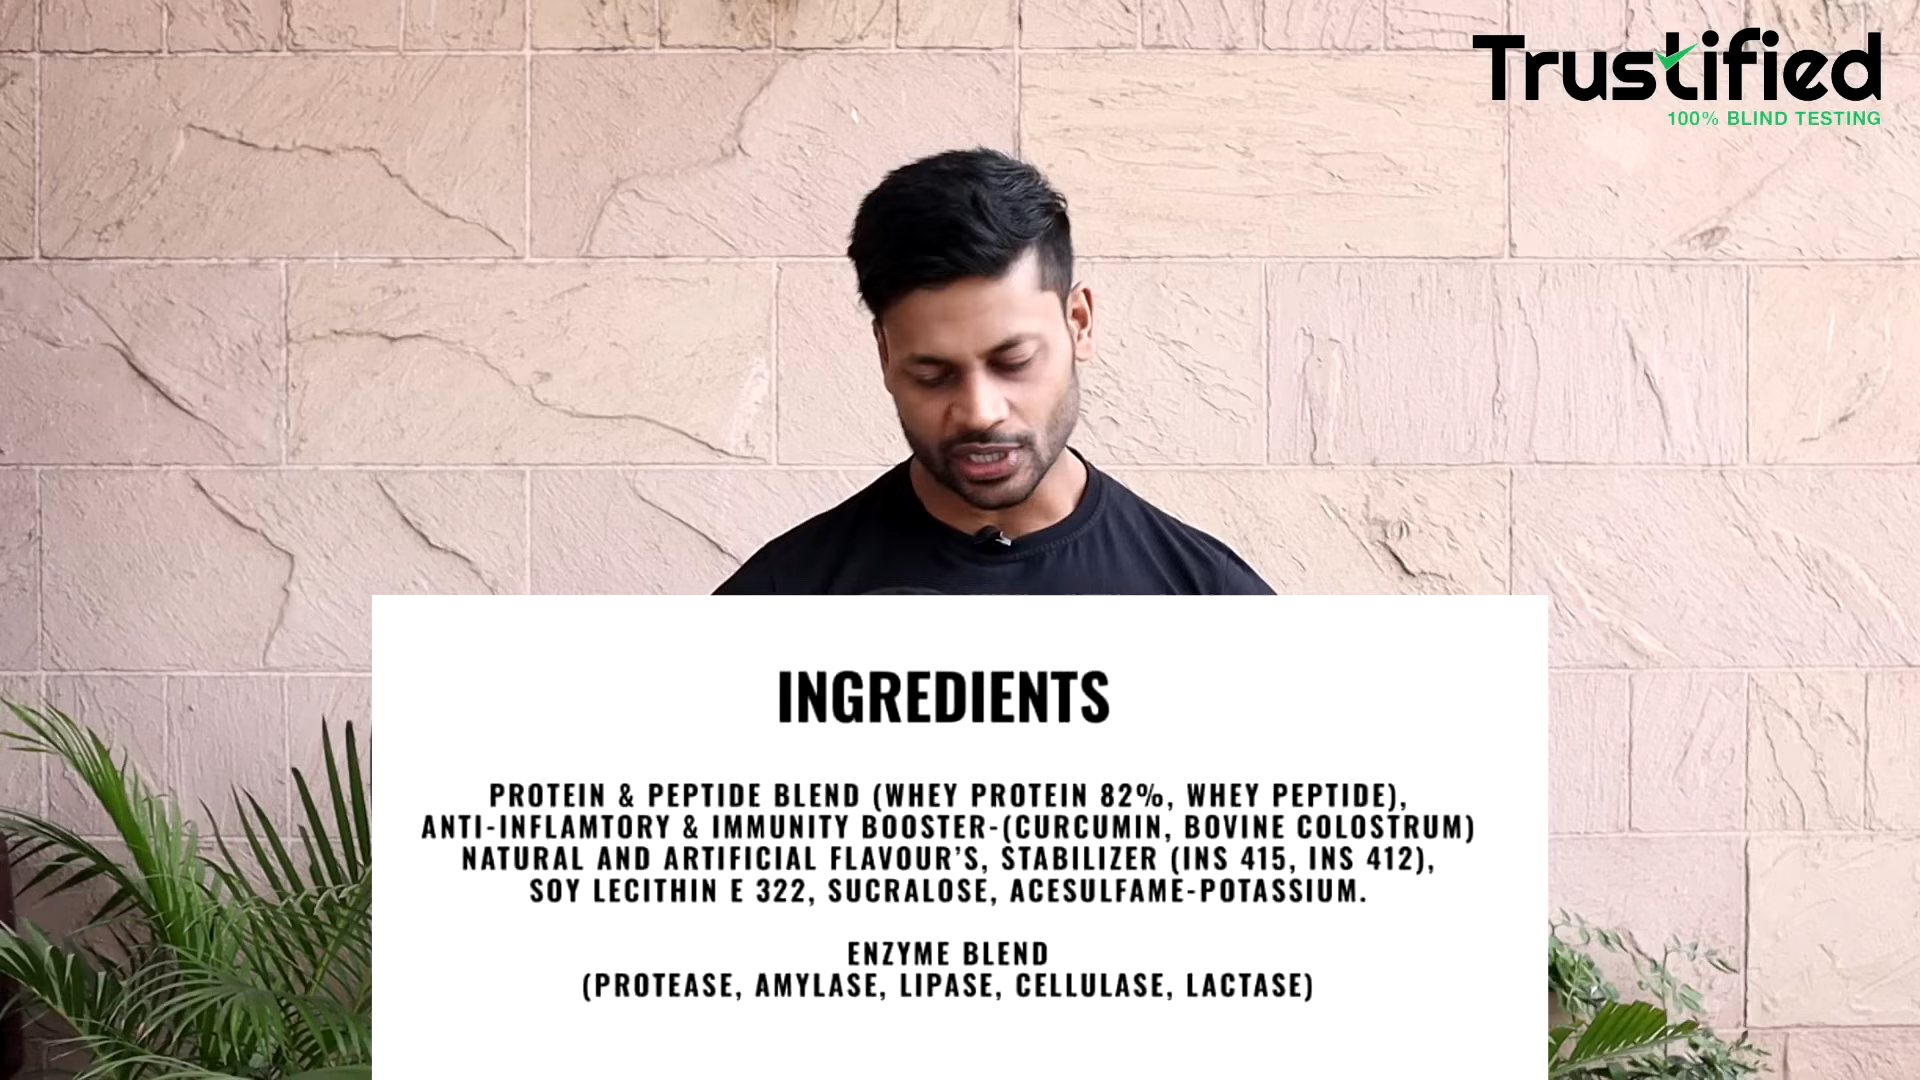 Trustified
100% BLIND TESTING
INGREDIENTS
PROTEIN & PEPTIDE BLEND (WHEY PROTEIN 82%, WHEY PEPTIDE),
ANTI-INFLAMTORY & IMMUNITY BOOSTER-(CURCUMIN, BOVINE COLOSTRUM)
NATURAL AND ARTIFICIAL FLAVOUR'S, STABILIZER (INS 415, INS 412),
SOY LECITHIN E 322, SUCRALOSE, ACESULFAME-POTASSIUM.
ENZYME BLEND
(PROTEASE, AMYLASE, LIPASE, CELLULASE, LACTASE)